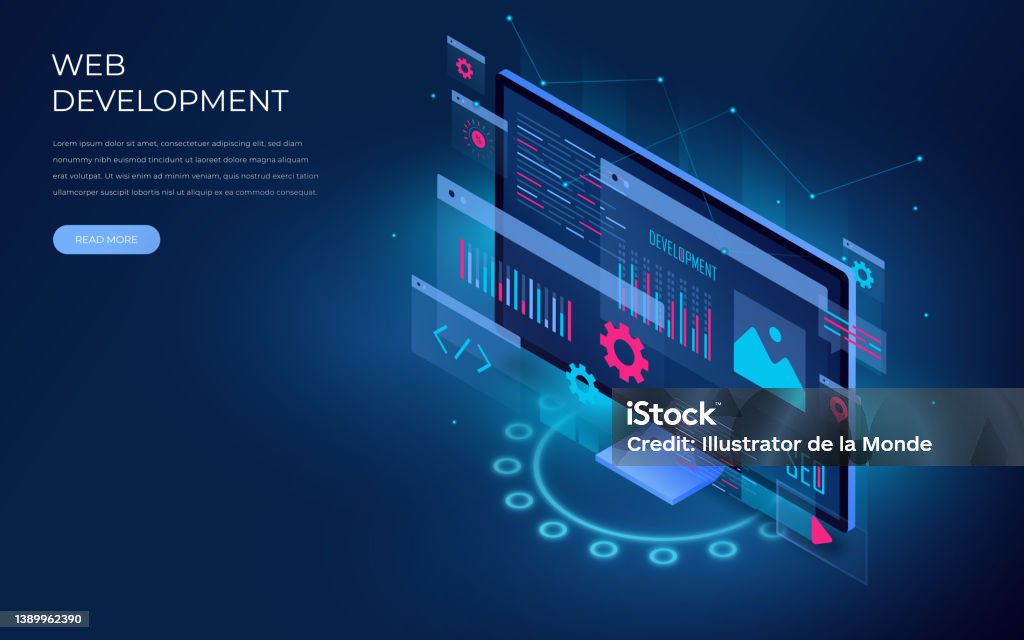 WEB
DEVELOPMENT
Lorem ipsum dolor sit amet, consectetuer adipiscing elit, sed diam
nonummy nibh euismod tincidunt ut laoreet dolore magna aliquam
erat volutpat. Ut wisi enim ad minim veniam, quis nostrud exerci tation
ullamcorper suscipit lobortis nisl ut aliquip ex ea commodo consequat.
READ MORE
DEVELOPMENT
</>
iStock™
Credit: Illustrator de la Monde
SEO
1389962390